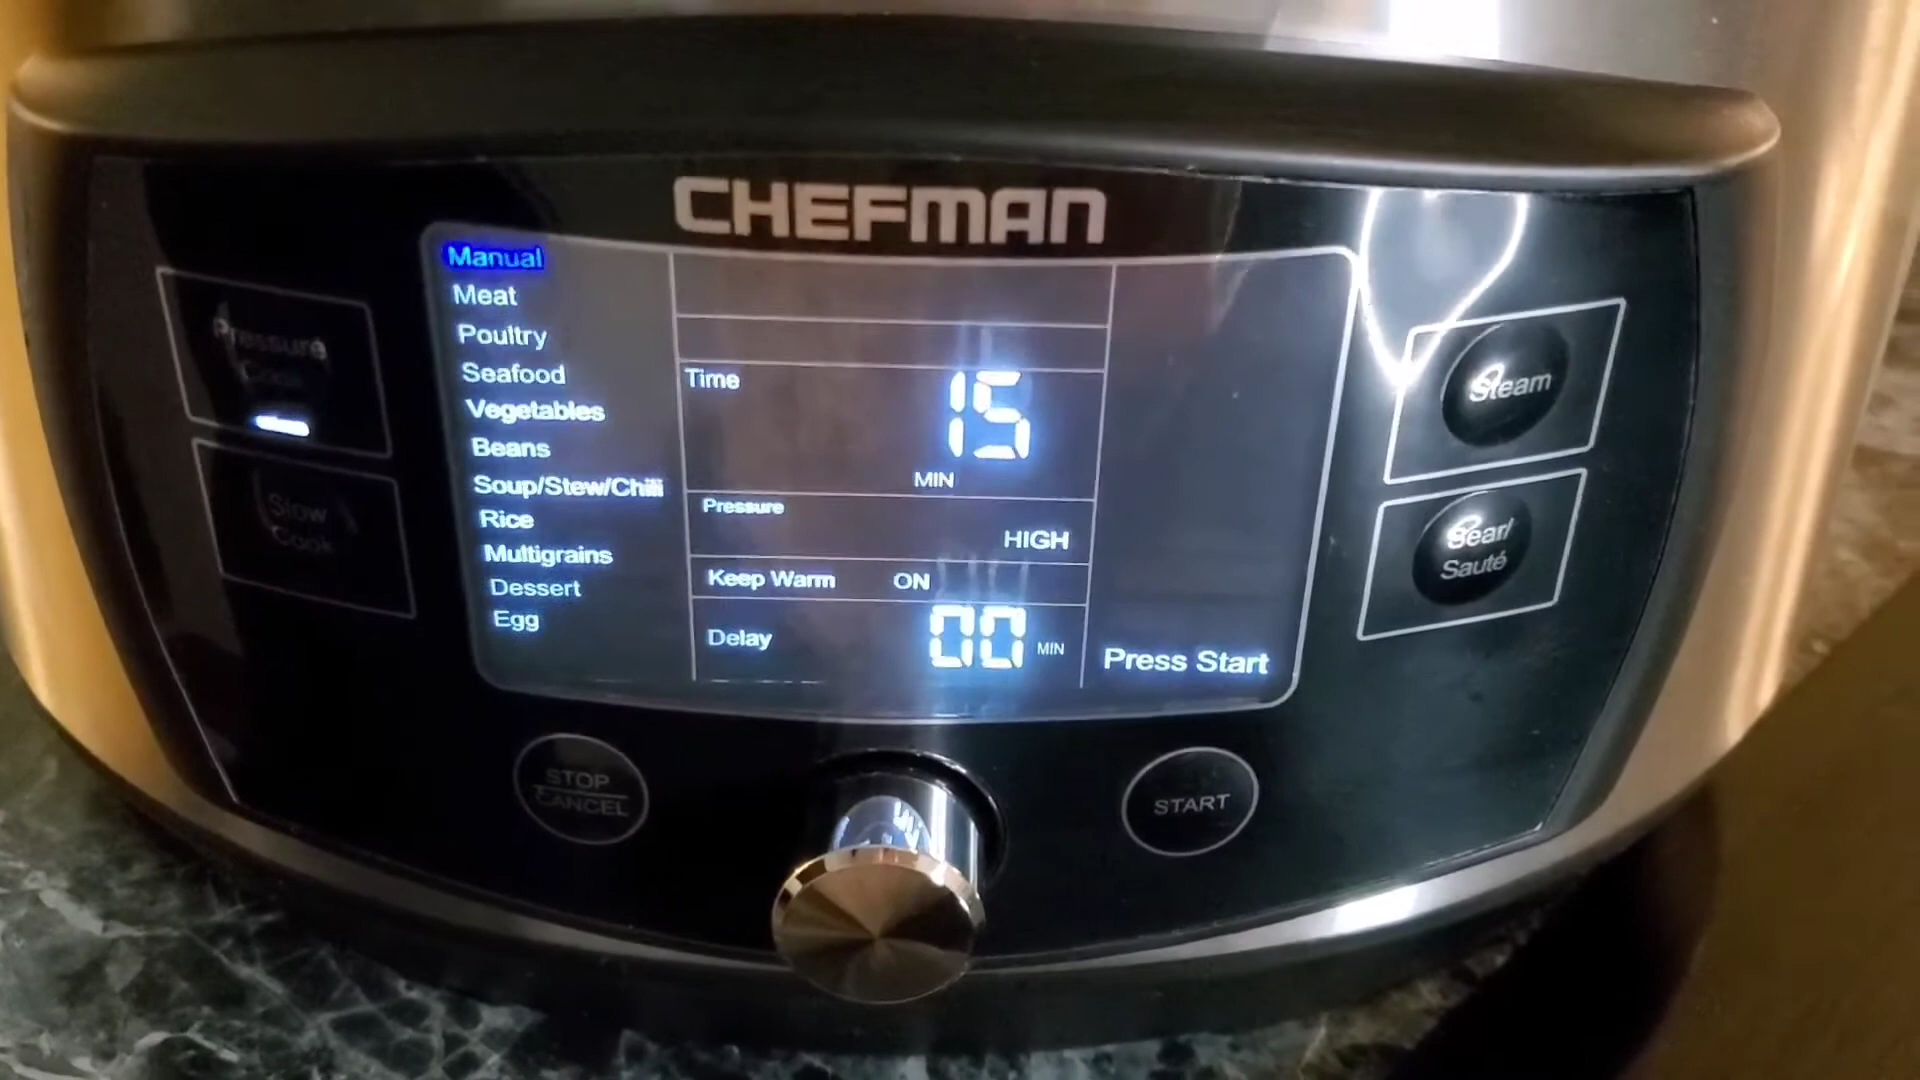 CHEFMAN
Pressure
Cook
Slow
Cook
Manual
Meat
Poultry
Seafood
Vegetables
Beans
Soup/Stew/Chili
Rice
Multigrains
Dessert
Egg
Time
15
MIN
Pressure
HIGH
Keep Warm ON
Delay 00 MIN
Press Start
Steam
Sear/
Sauté
STOP
CANCEL
START